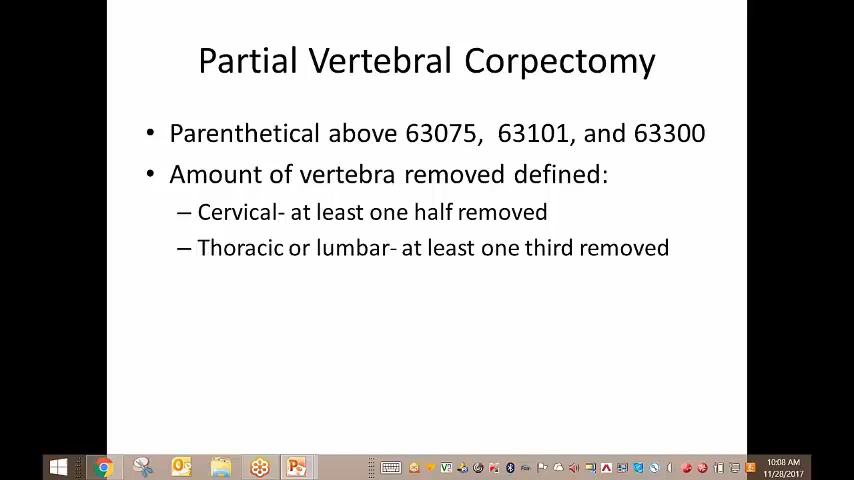 Partial Vertebral Corpectomy
• Parenthetical above 63075, 63101, and 63300
• Amount of vertebra removed defined:
– Cervical- at least one half removed
– Thoracic or lumbar- at least one third removed
10:08 AM
11/28/2017